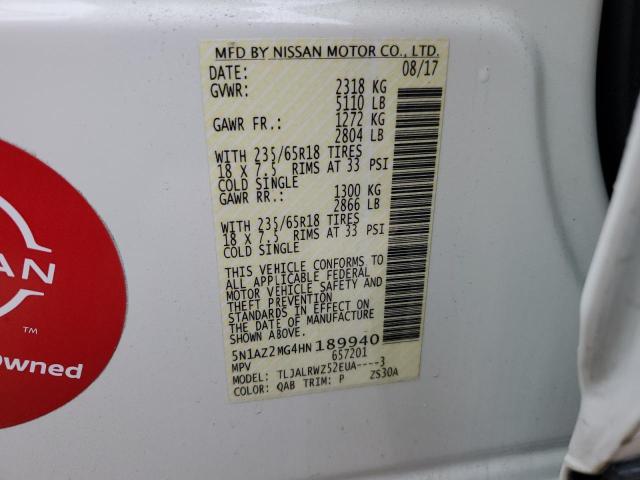 MFD BY NISSAN MOTOR CO., LTD.
DATE: 08/17
GVWR: 2318 KG
5110 LB
GAWR FR.: 1272 KG
2804 LB
WITH 235/65R18 TIRES
18 X 7.5 RIMS AT 33 PSI
COLD SINGLE
GAWR RR.: 1300 KG
2866 LB
WITH 235/65R18 TIRES
18 X 7.5 RIMS AT 33 PSI
COLD SINGLE
THIS VEHICLE CONFORMS TO
ALL APPLICABLE FEDERAL
MOTOR VEHICLE SAFETY AND
THEFT PREVENTION
STANDARDS IN EFFECT ON
THE DATE OF MANUFACTURE
SHOWN ABOVE.
5N1AZ2MG4HN189940
MPV 657201
MODEL: TLJALRWZ52EUA----3
COLOR: QAB TRIM: P ZS30A
SAN
TM
Owned